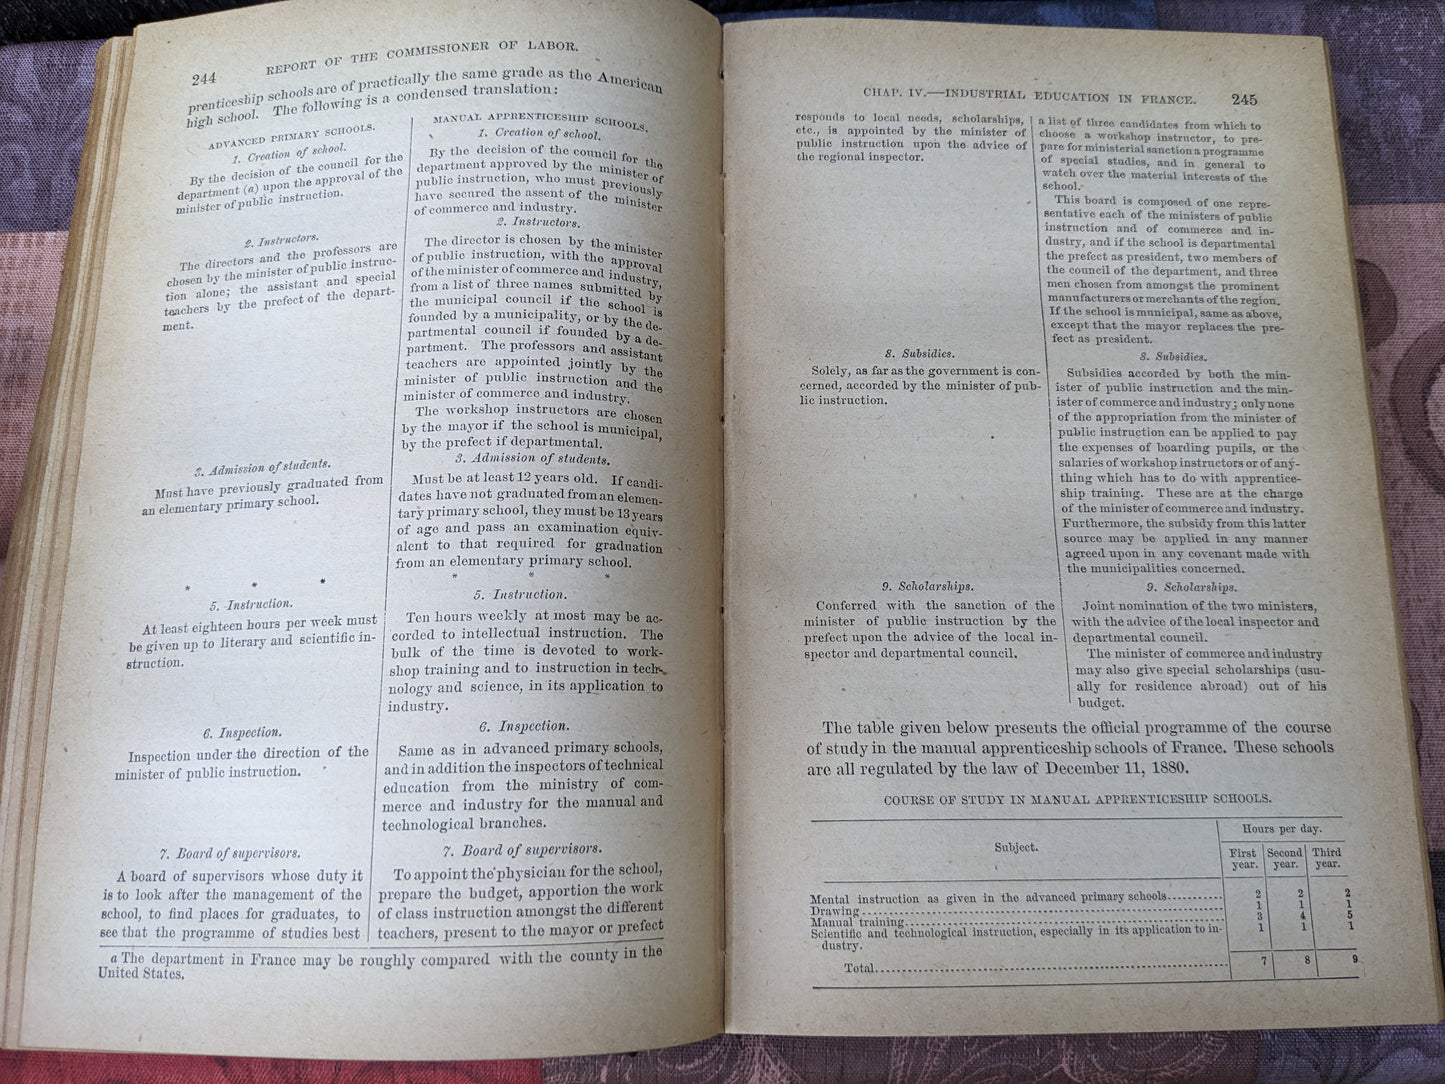 244 REPORT OF THE COMMISSIONER OF LABOR.
prenticeship schools are of practically the same grade as the American
high school. The following is a condensed translation:
ADVANCED PRIMARY SCHOOLS.
1. Creation of school.
By the decision of the council for the
department (a) upon the approval of the
minister of public instruction.
2. Instructors.
The directors and the professors are
chosen by the minister of public instruc-
tion alone; the assistant and special
teachers by the prefect of the depart-
ment.
3. Admission of students.
Must have previously graduated from
an elementary primary school.
* * *
5. Instruction.
At least eighteen hours per week must
be given up to literary and scientific in-
struction.
6. Inspection.
Inspection under the direction of the
minister of public instruction.
7. Board of supervisors.
A board of supervisors whose duty it
is to look after the management of the
school, to find places for graduates, to
see that the programme of studies best
MANUAL APPRENTICESHIP SCHOOLS.
1. Creation of school.
By the decision of the council for the
department approved by the minister of
public instruction, who must previously
have secured the assent of the minister
of commerce and industry.
2. Instructors.
The director is chosen by the minister
of public instruction, with the approval
of the minister of commerce and industry,
from a list of three names submitted by
the municipal council if the school is
founded by a municipality, or by the de-
partmental council if founded by a de-
partment. The professors and assistant
teachers are appointed jointly by the
minister of public instruction and the
minister of commerce and industry.
The workshop instructors are chosen
by the mayor if the school is municipal,
by the prefect if departmental.
3. Admission of students.
Must be at least 12 years old. If candi-
dates have not graduated from an elemen-
tary primary school, they must be 13 years
of age and pass an examination equiv-
alent to that required for graduation
from an elementary primary school.
* * *
5. Instruction.
Ten hours weekly at most may be ac-
corded to intellectual instruction. The
bulk of the time is devoted to work-
shop training and to instruction in tech-
nology and science, in its application to
industry.
6. Inspection.
Same as in advanced primary schools,
and in addition the inspectors of technical
education from the ministry of com-
merce and industry for the manual and
technological branches.
7. Board of supervisors.
To appoint the physician for the school,
prepare the budget, apportion the work
of class instruction amongst the different
teachers, present to the mayor or prefect
a The department in France may be roughly compared with the county in the
United States.
CHAP. IV.—INDUSTRIAL EDUCATION IN FRANCE. 245
responds to local needs, scholarships,
etc., is appointed by the minister of
public instruction upon the advice of
the regional inspector.
8. Subsidies.
Solely, as far as the government is con-
cerned, accorded by the minister of pub-
lic instruction.
9. Scholarships.
Conferred with the sanction of the
minister of public instruction by the
prefect upon the advice of the local in-
spector and departmental council.
a list of three candidates from which to
choose a workshop instructor, to pre-
pare for ministerial sanction a programme
of special studies, and in general to
watch over the material interests of the
school.
This board is composed of one repre-
sentative each of the ministers of public
instruction and of commerce and in-
dustry, and if the school is departmental
the prefect as president, two members of
the council of the department, and three
men chosen from amongst the prominent
manufacturers or merchants of the region.
If the school is municipal, same as above,
except that the mayor replaces the pre-
fect as president.
8. Subsidies.
Subsidies accorded by both the min-
ister of public instruction and the min-
ister of commerce and industry; only none
of the appropriation from the minister of
public instruction can be applied to pay
the expenses of boarding pupils, or the
salaries of workshop instructors or of any-
thing which has to do with apprentice-
ship training. These are at the charge
of the minister of commerce and industry.
Furthermore, the subsidy from this latter
source may be applied in any manner
agreed upon in any covenant made with
the municipalities concerned.
9. Scholarships.
Joint nomination of the two ministers,
with the advice of the local inspector and
departmental council.
The minister of commerce and industry
may also give special scholarships (usu-
ally for residence abroad) out of his
budget.
The table given below presents the official programme of the course
of study in the manual apprenticeship schools of France. These schools
are all regulated by the law of December 11, 1880.
COURSE OF STUDY IN MANUAL APPRENTICESHIP SCHOOLS.
Subject. Hours per day.
First year. Second year. Third year.
Mental instruction as given in the advanced primary schools.......... 2 2 2
Drawing.......... 1 1 1
Manual training.......... 3 4 5
Scientific and technological instruction, especially in its application to in-
dustry. 1 1 1
Total.......... 7 8 9